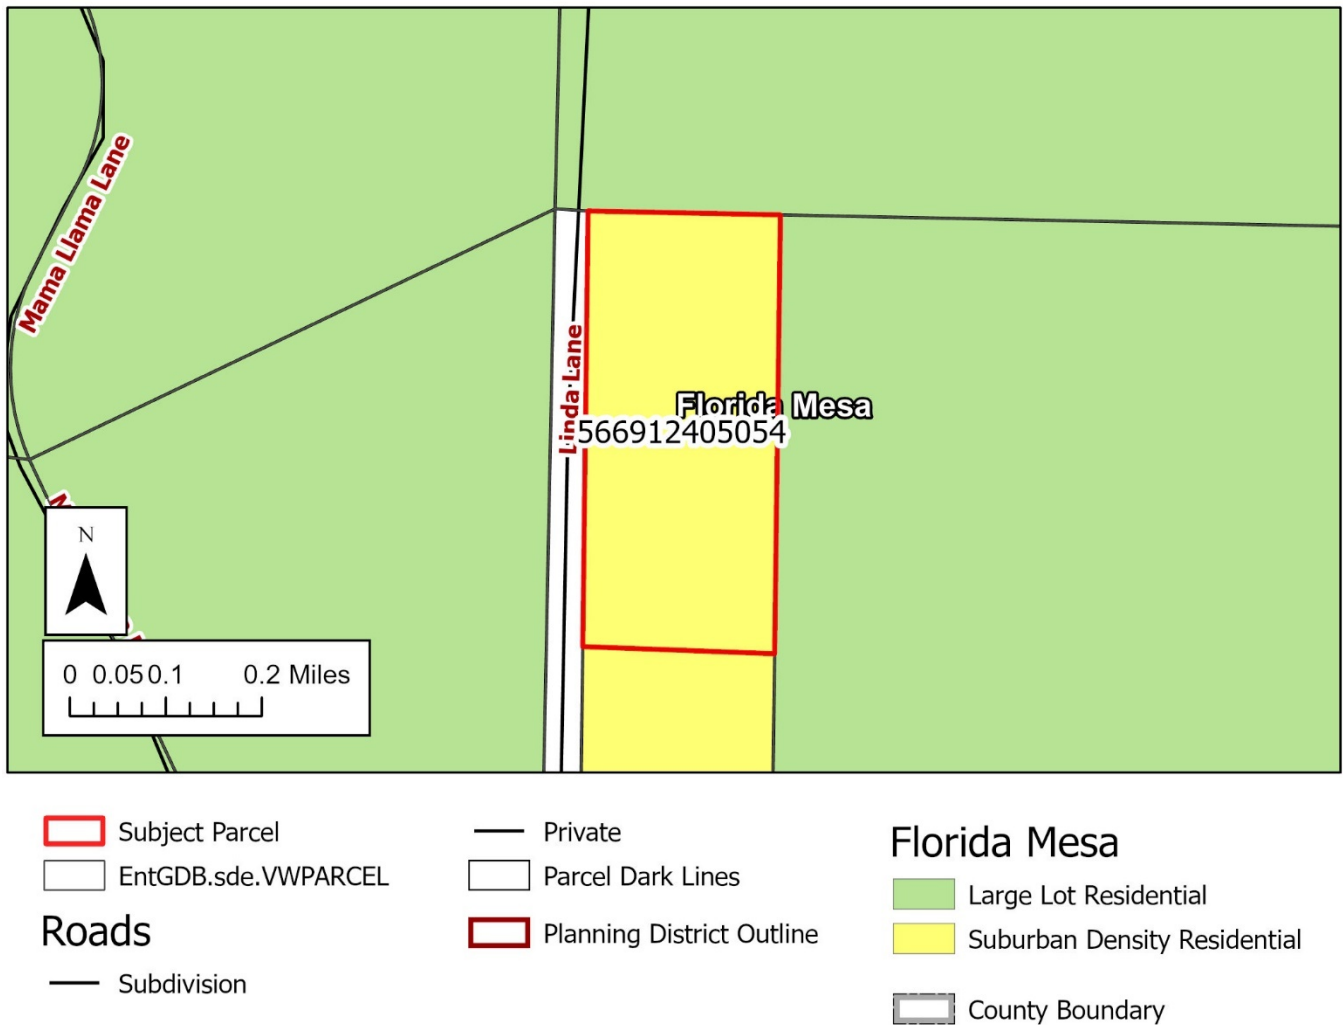 Mama Llama Lane
Linda Lane
Florida Mesa
566912405054
N
0 0.05 0.1 0.2 Miles
Subject Parcel
EntGDB.sde.VWPARCEL
Roads
Subdivision
Private
Parcel Dark Lines
Planning District Outline
Florida Mesa
Large Lot Residential
Suburban Density Residential
County Boundary